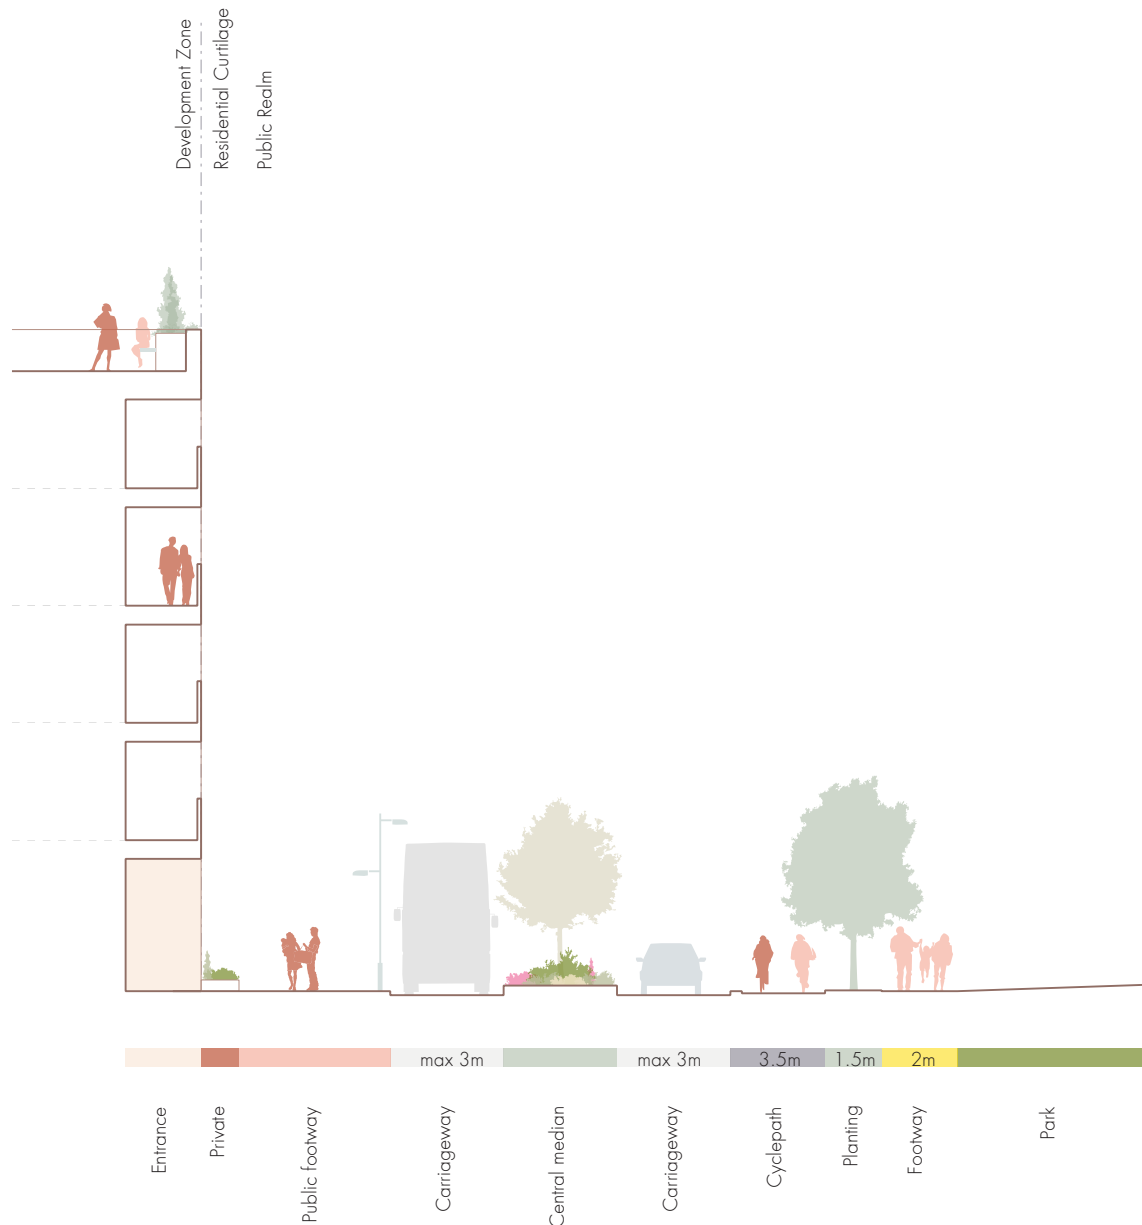 Development Zone
Residential Curtilage
Public Realm
max 3m
max 3m
3.5m
1.5m
2m
Entrance
Private
Public footway
Carriageway
Central median
Carriageway
Cyclepath
Planting
Footway
Park